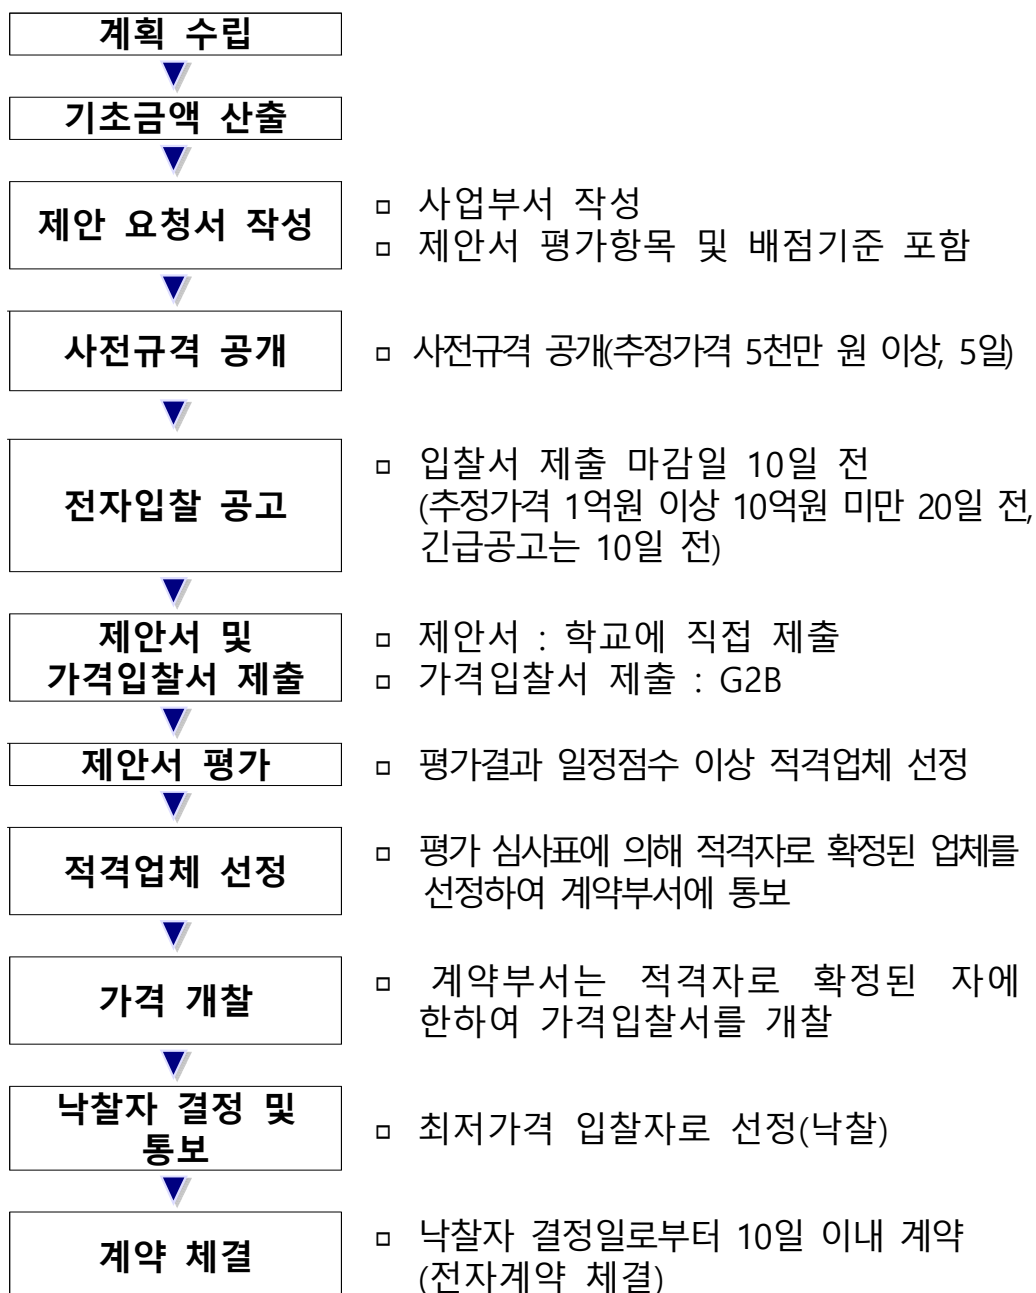 계획 수립
기초금액 산출
제안 요청서 작성
▫ 사업부서 작성
▫ 제안서 평가항목 및 배점기준 포함
사전규격 공개
▫ 사전규격 공개(추정가격 5천만 원 이상, 5일)
전자입찰 공고
▫ 입찰서 제출 마감일 10일 전
(추정가격 1억원 이상 10억원 미만 20일 전,
긴급공고는 10일 전)
제안서 및
가격입찰서 제출
▫ 제안서 : 학교에 직접 제출
▫ 가격입찰서 제출 : G2B
제안서 평가
▫ 평가결과 일정점수 이상 적격업체 선정
적격업체 선정
▫ 평가 심사표에 의해 적격자로 확정된 업체를
선정하여 계약부서에 통보
가격 개찰
▫ 계약부서는 적격자로 확정된 자에
한하여 가격입찰서를 개찰
낙찰자 결정 및
통보
▫ 최저가격 입찰자로 선정(낙찰)
계약 체결
▫ 낙찰자 결정일로부터 10일 이내 계약
(전자계약 체결)